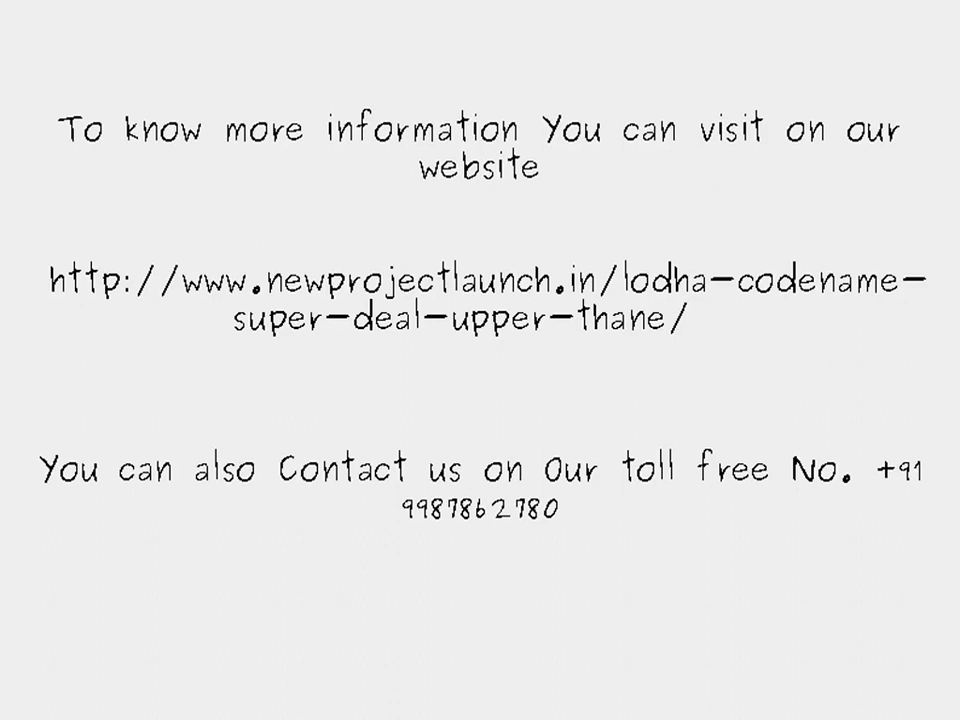 To know more information You can visit on our
website
http://www.newprojectlaunch.in/lodha-codename-
super-deal-upper-thane/
You can also Contact us on Our toll free No. +91
9987862780